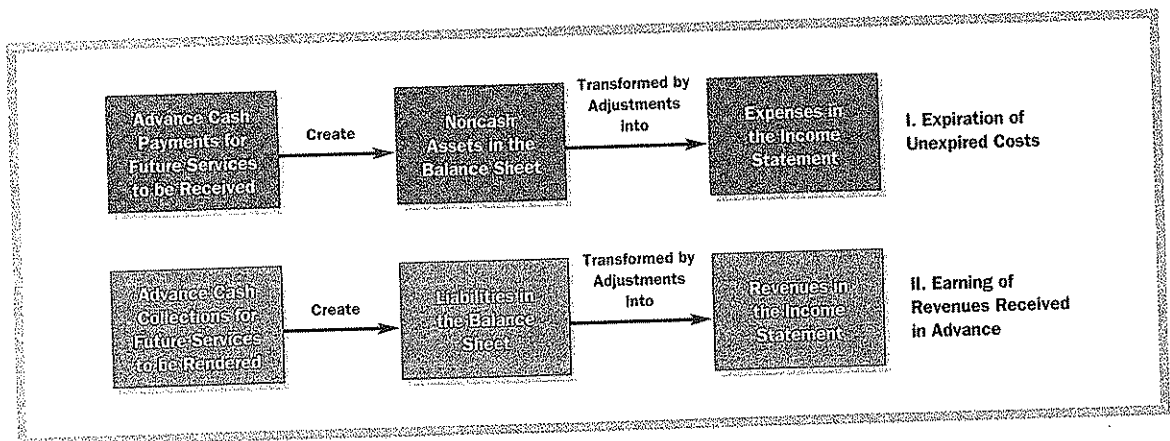 Advance Cash
Payments for
Future Services
to be Received
Create
Noncash
Assets in the
Balance Sheet
Transformed by
Adjustments
into
Expenses in
the Income
Statement
I. Expiration of
Unexpired Costs
Advance Cash
Collections for
Future Services
to be Rendered
Create
Liabilities in
the Balance
Sheet
Transformed by
Adjustments
into
Revenues in
the Income
Statement
II. Earning of
Revenues Received
in Advance